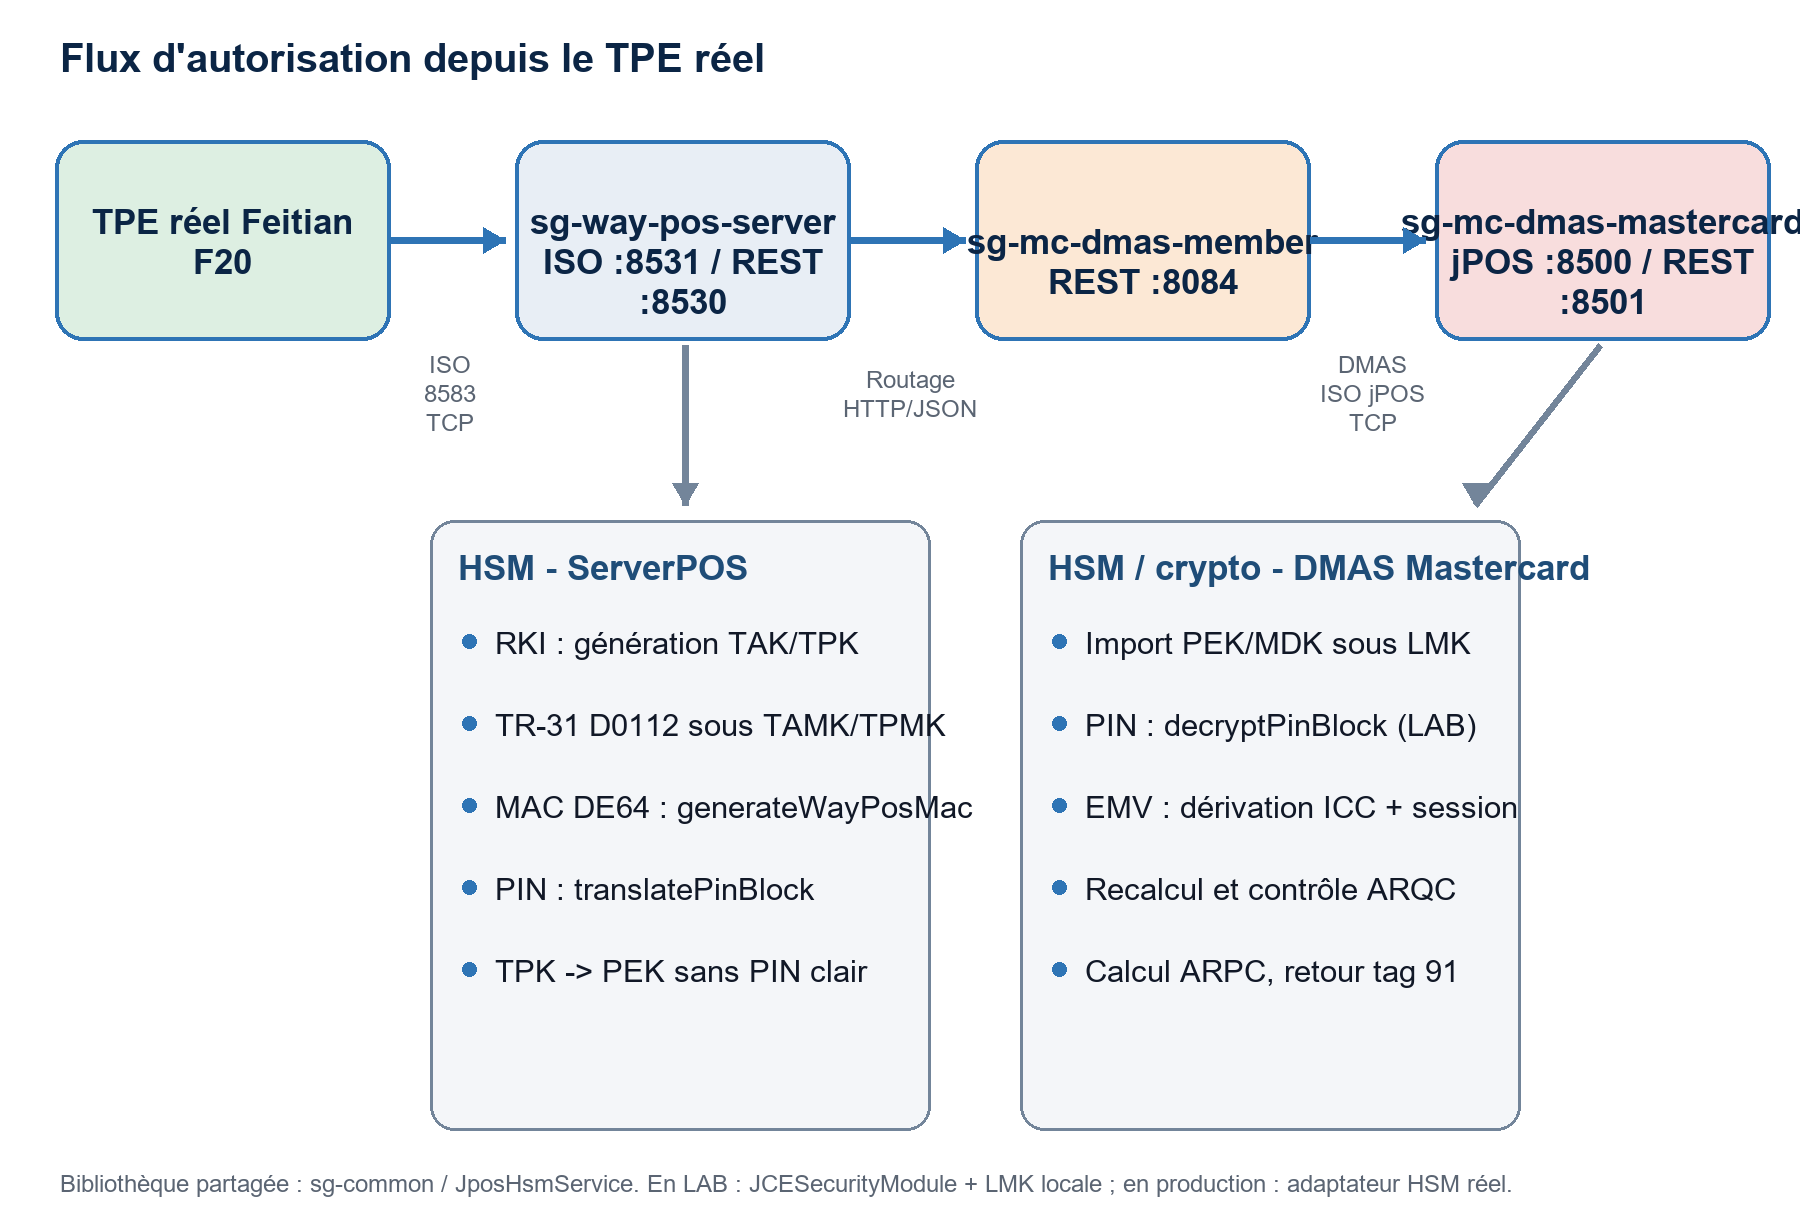 Flux d'autorisation depuis le TPE réel
TPE réel Feitian
F20
sg-way-pos-server
ISO :8531 / REST
:8530
sg-mc-dmas-member
REST :8084
sg-mc-dmas-mastercard
jPOS :8500 / REST
:8501
ISO
8583
TCP
Routage
HTTP/JSON
DMAS
ISO jPOS
TCP
HSM - ServerPOS
RKI : génération TAK/TPK
TR-31 D0112 sous TAMK/TPMK
MAC DE64 : generateWayPosMac
PIN : translatePinBlock
TPK -> PEK sans PIN clair
HSM / crypto - DMAS Mastercard
Import PEK/MDK sous LMK
PIN : decryptPinBlock (LAB)
EMV : dérivation ICC + session
Recalcul et contrôle ARQC
Calcul ARPC, retour tag 91
Bibliothèque partagée : sg-common / JposHsmService. En LAB : JCESecurityModule + LMK locale ; en production : adaptateur HSM réel.